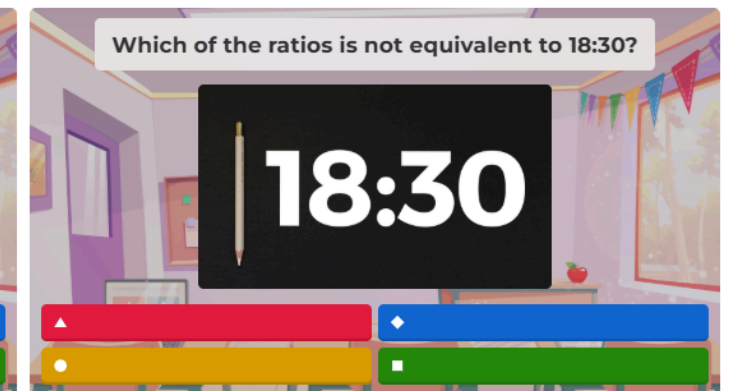 Which of the ratios is not equivalent to 18:30?
18:30